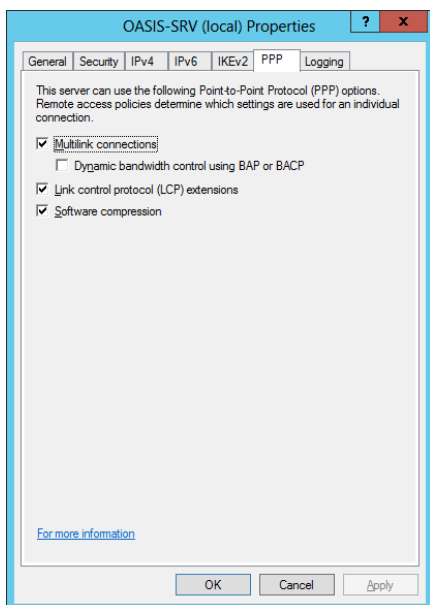 OASIS-SRV (local) Properties
?
x
General
Security
IPv4
IPv6
IKEv2
PPP
Logging
This server can use the following Point-to-Point Protocol (PPP) options.
Remote access policies determine which settings are used for an individual
connection.
Multilink connections
Dynamic bandwidth control using BAP or BACP
Link control protocol (LCP) extensions
Software compression
For more information
OK
Cancel
Apply